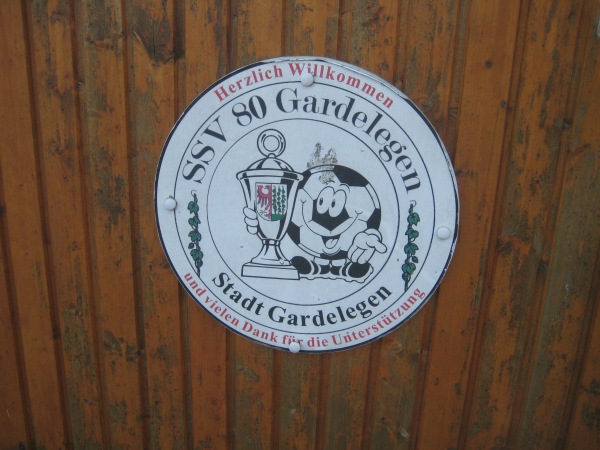 Herzlich Willkommen
SSV 80 Gardelegen
Stadt Gardelegen
und vielen Dank für die Unterstützung